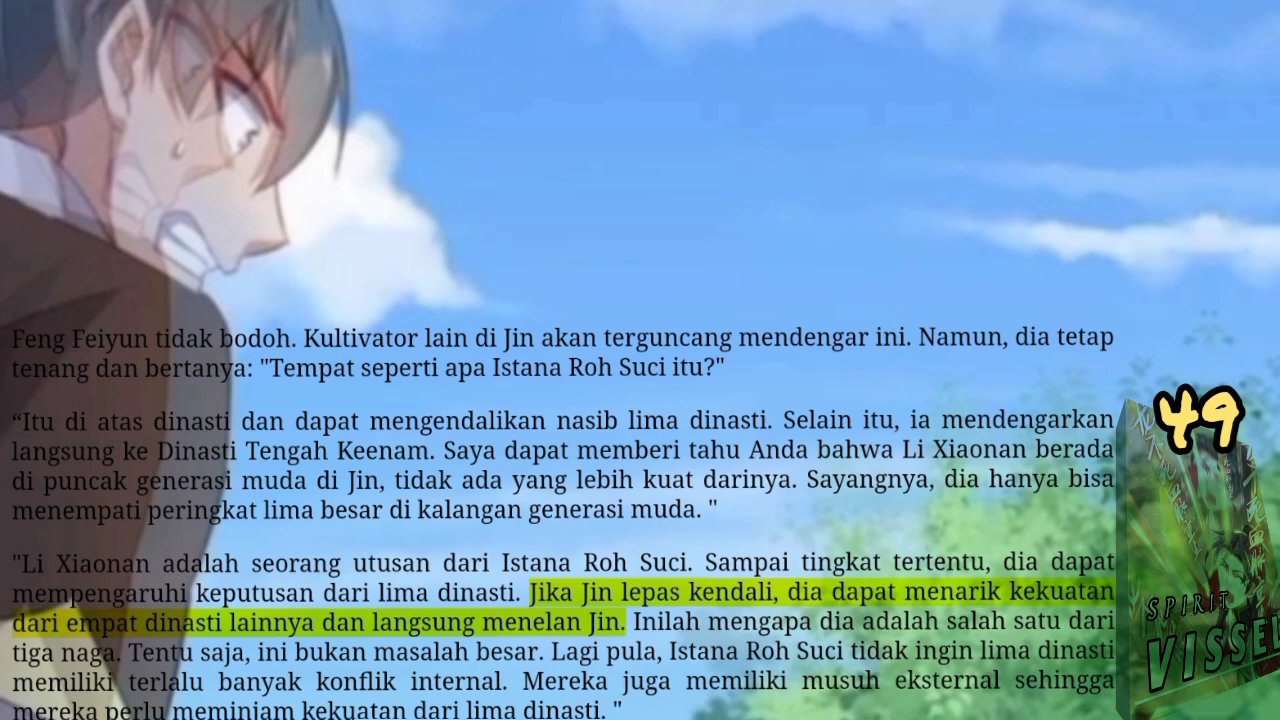 Feng Feiyun tidak bodoh. Kultivator lain di Jin akan terguncang mendengar ini. Namun, dia tetap
tenang dan bertanya: "Tempat seperti apa Istana Roh Suci itu?"
“Itu di atas dinasti dan dapat mengendalikan nasib lima dinasti. Selain itu, ia mendengarkan
langsung ke Dinasti Tengah Keenam. Saya dapat memberi tahu Anda bahwa Li Xiaonan berada
di puncak generasi muda di Jin, tidak ada yang lebih kuat darinya. Sayangnya, dia hanya bisa
menempati peringkat lima besar di kalangan generasi muda. "
"Li Xiaonan adalah seorang utusan dari Istana Roh Suci. Sampai tingkat tertentu, dia dapat
mempengaruhi keputusan dari lima dinasti. Jika Jin lepas kendali, dia dapat menarik kekuatan
dari empat dinasti lainnya dan langsung menelan Jin. Inilah mengapa dia adalah salah satu dari
tiga naga. Tentu saja, ini bukan masalah besar. Lagi pula, Istana Roh Suci tidak ingin lima dinasti
memiliki terlalu banyak konflik internal. Mereka juga memiliki musuh eksternal sehingga
mereka perlu meminjam kekuatan dari lima dinasti. "
49
SPIRIT
VISSEL